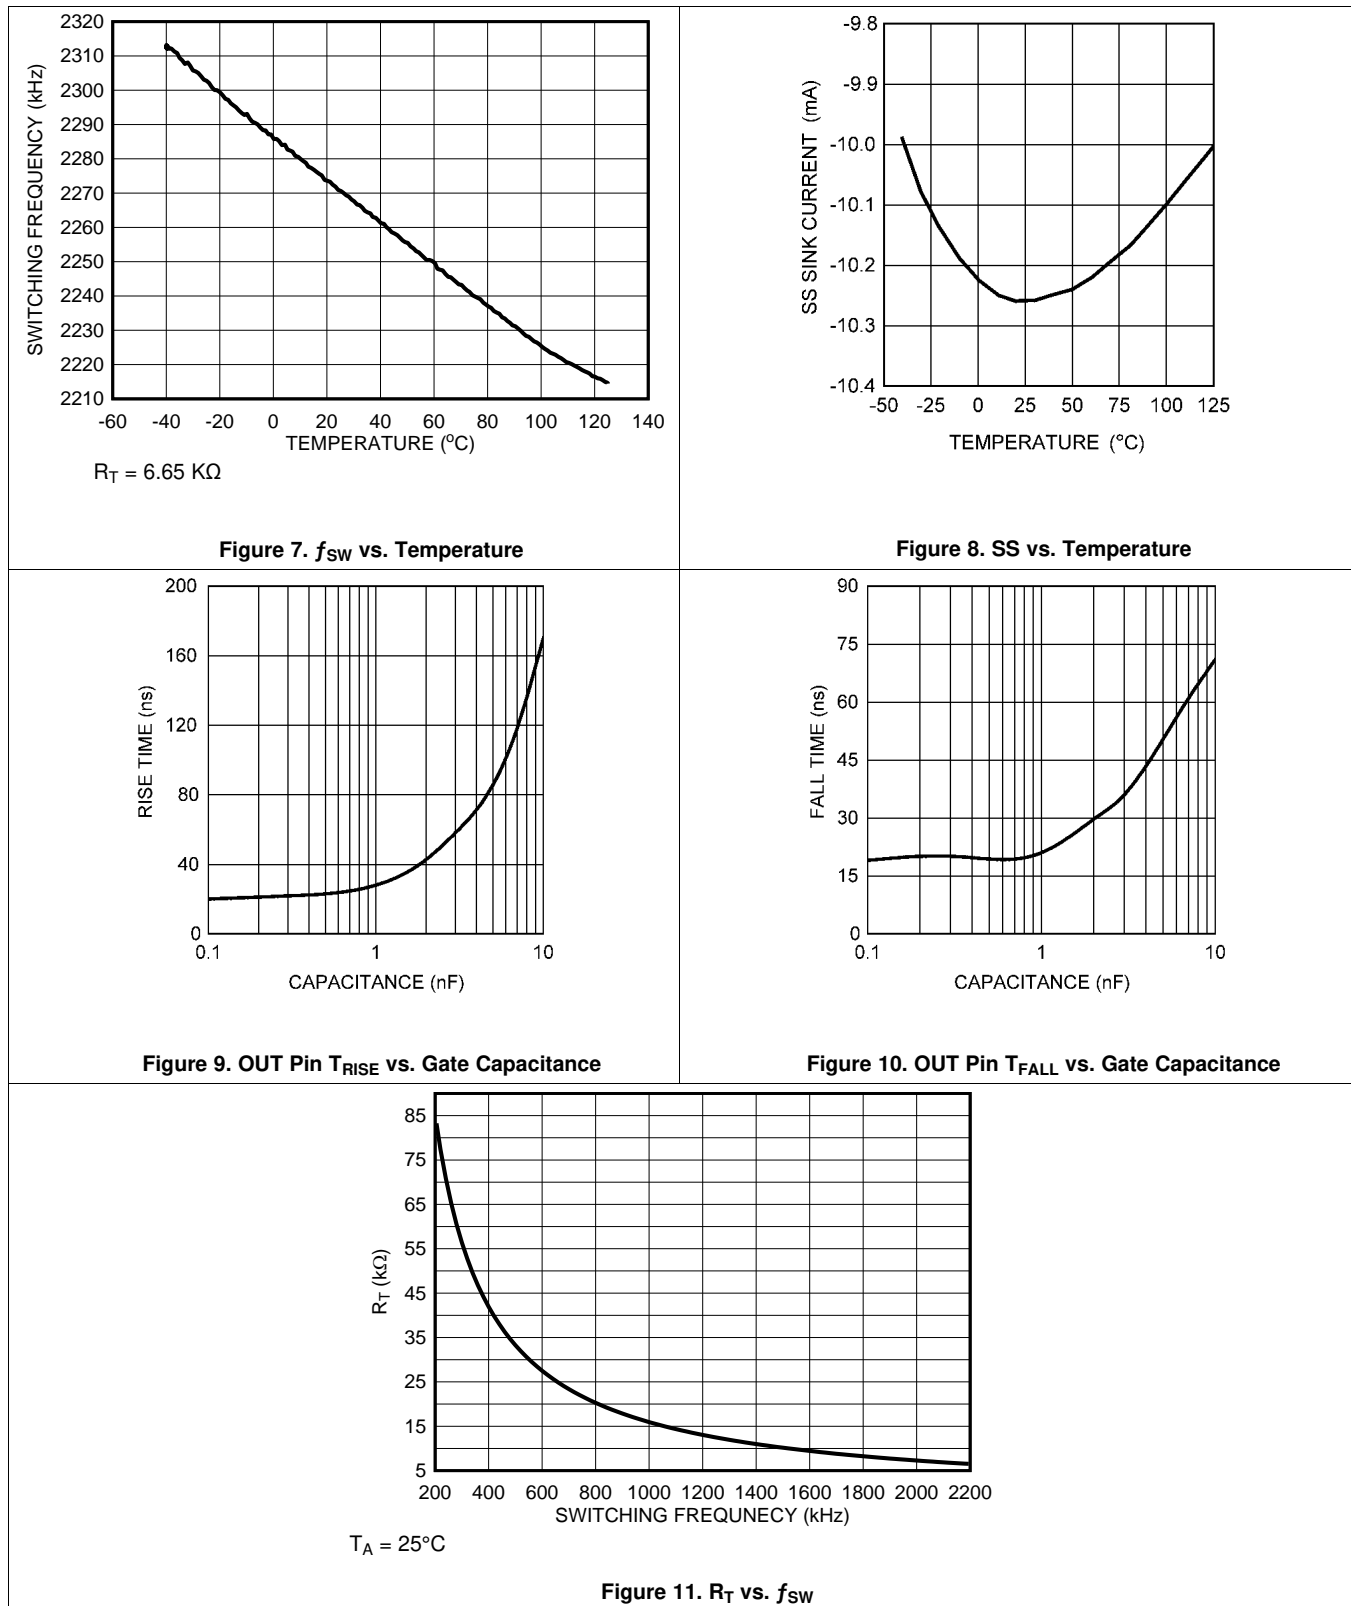 SWITCHING FREQUENCY (kHz)
2320
2310
2300
2290
2280
2270
2260
2250
2240
2230
2220
2210
-60 -40 -20 0 20 40 60 80 100 120 140
TEMPERATURE (°C)
R_T = 6.65 KΩ
Figure 7. ƒSW vs. Temperature
SS SINK CURRENT (mA)
-9.8
-9.9
-10.0
-10.1
-10.2
-10.3
-10.4
-50 -25 0 25 50 75 100 125
TEMPERATURE (°C)
Figure 8. SS vs. Temperature
RISE TIME (ns)
200
160
120
80
40
0
0.1 1 10
CAPACITANCE (nF)
Figure 9. OUT Pin TRISE vs. Gate Capacitance
FALL TIME (ns)
90
75
60
45
30
15
0
0.1 1 10
CAPACITANCE (nF)
Figure 10. OUT Pin TFALL vs. Gate Capacitance
RT (kΩ)
85
75
65
55
45
35
25
15
5
200 400 600 800 1000 1200 1400 1600 1800 2000 2200
SWITCHING FREQUNECY (kHz)
TA = 25°C
Figure 11. RT vs. ƒSW